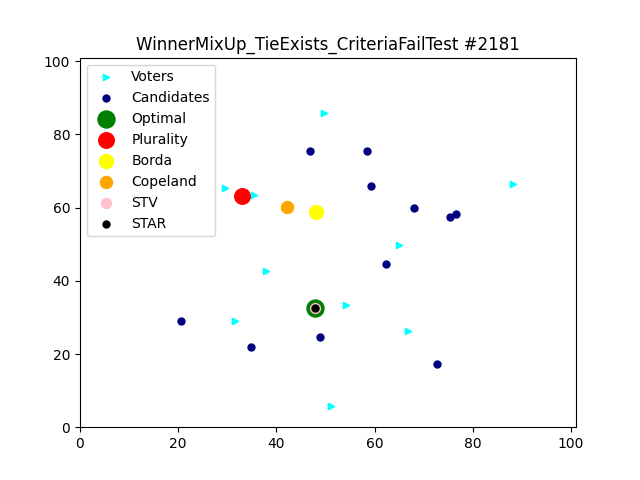 WinnerMixUp_TieExists_CriteriaFailTest #2181
100
80
60
40
20
0
Voters
Candidates
Optimal
Plurality
Borda
Copeland
STV
STAR
0 20 40 60 80 100